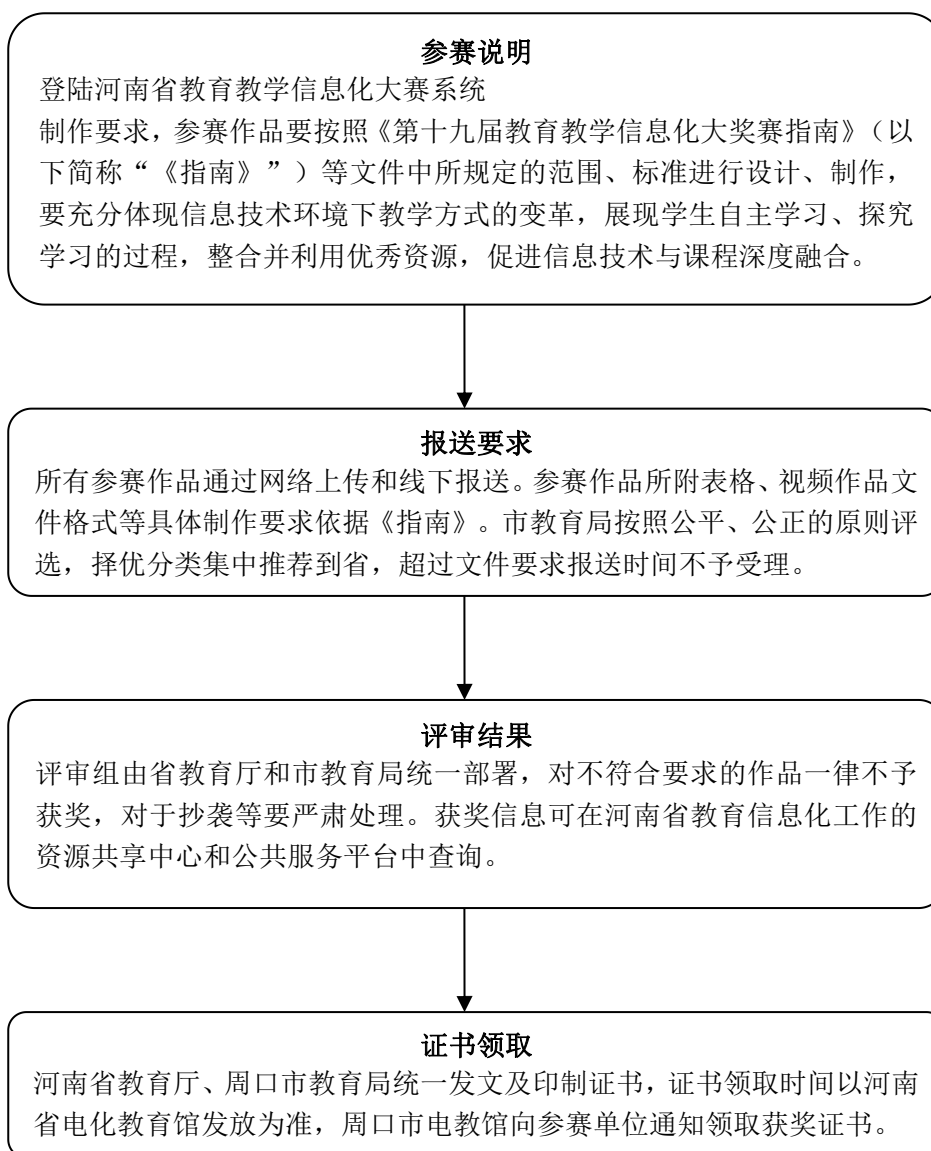 参赛说明
登陆河南省教育教学信息化大赛系统
制作要求，参赛作品要按照《第十九届教育教学信息化大奖赛指南》（以
下简称“《指南》”）等文件中所规定的范围、标准进行设计、制作，
要充分体现信息技术环境下教学方式的变革，展现学生自主学习、探究
学习的过程，整合并利用优秀资源，促进信息技术与课程深度融合。
报送要求
所有参赛作品通过网络上传和线下报送。参赛作品所附表格、视频作品文
件格式等具体制作要求依据《指南》。市教育局按照公平、公正的原则评
选，择优分类集中推荐到省，超过文件要求报送时间不予受理。
评审结果
评审组由省教育厅和市教育局统一部署，对不符合要求的作品一律不予
获奖，对于抄袭等要严肃处理。获奖信息可在河南省教育信息化工作的
资源共享中心和公共服务平台中查询。
证书领取
河南省教育厅、周口市教育局统一发文及印制证书，证书领取时间以河南
省电化教育馆发放为准，周口市电教馆向参赛单位通知领取获奖证书。